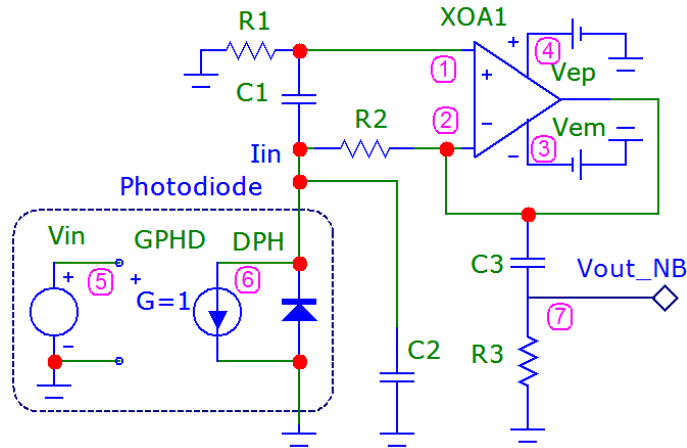 R1
XOA1
+
4
1
+
Vep
C1
2
R2
−
Vem
Iin
−
3
Photodiode
Vin
GPHD
DPH
C3
Vout_NB
+
5
+
6
G=1
7
−
C2
R3